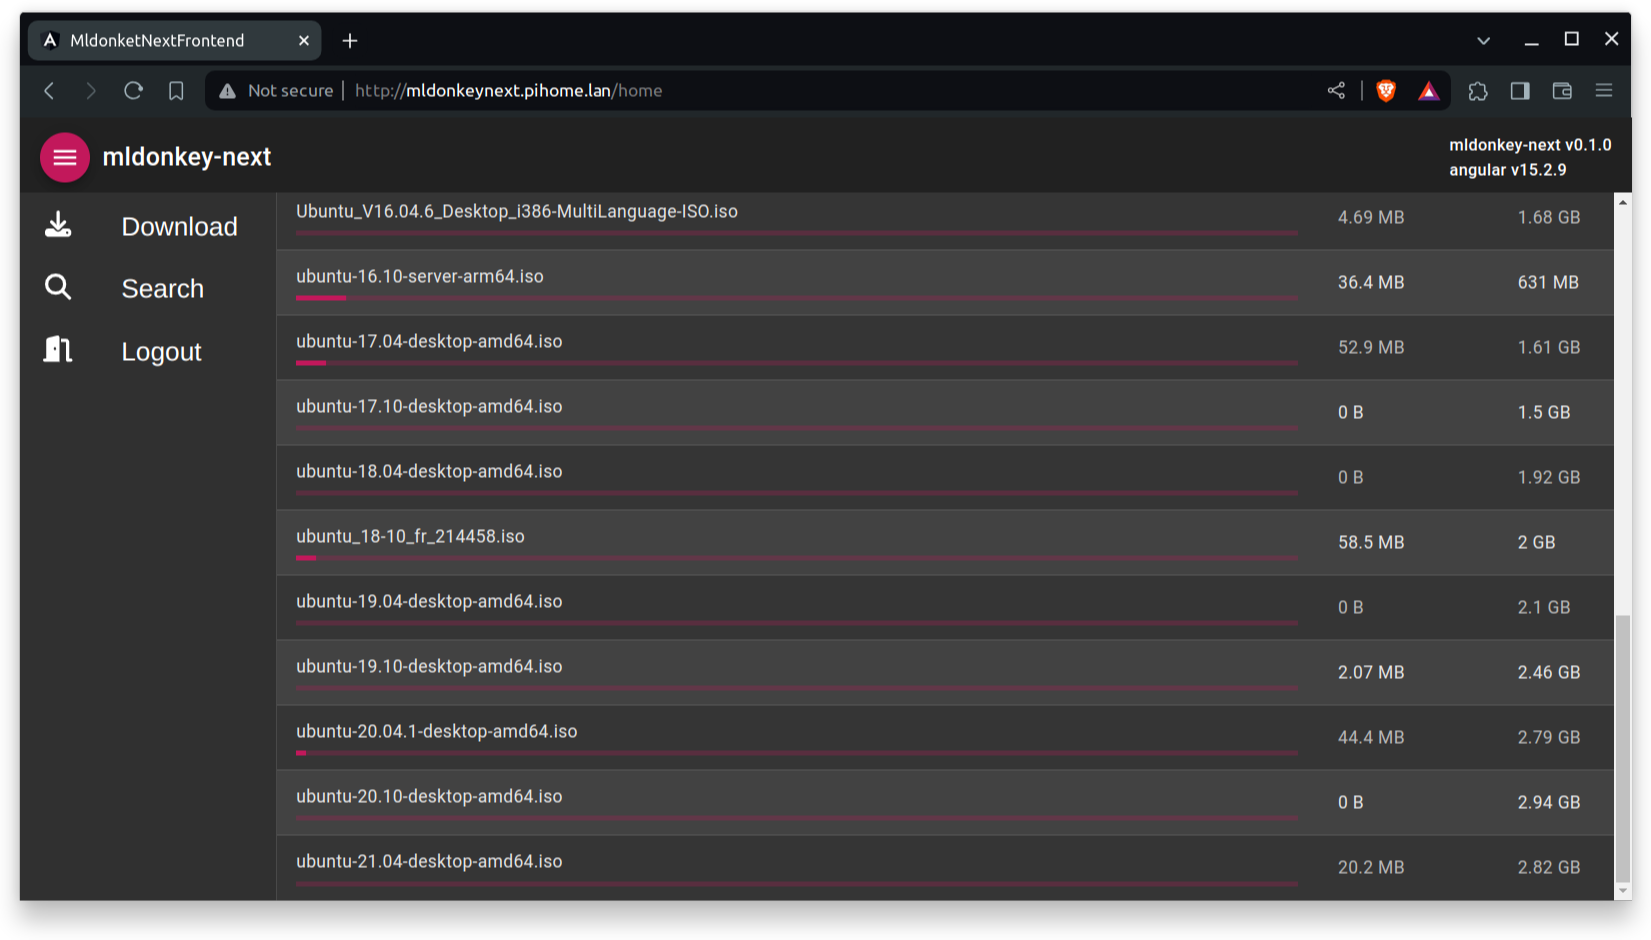 MldonketNextFrontend
Not secure http://mldonkeynext.pihome.lan/home
mldonkey-next
mldonkey-next v0.1.0
angular v15.2.9
Download
Search
Logout
Ubuntu_V16.04.6_Desktop_i386-MultiLanguage-ISO.iso 4.69 MB 1.68 GB
ubuntu-16.10-server-arm64.iso 36.4 MB 631 MB
ubuntu-17.04-desktop-amd64.iso 52.9 MB 1.61 GB
ubuntu-17.10-desktop-amd64.iso 0 B 1.5 GB
ubuntu-18.04-desktop-amd64.iso 0 B 1.92 GB
ubuntu_18-10_fr_214458.iso 58.5 MB 2 GB
ubuntu-19.04-desktop-amd64.iso 0 B 2.1 GB
ubuntu-19.10-desktop-amd64.iso 2.07 MB 2.46 GB
ubuntu-20.04.1-desktop-amd64.iso 44.4 MB 2.79 GB
ubuntu-20.10-desktop-amd64.iso 0 B 2.94 GB
ubuntu-21.04-desktop-amd64.iso 20.2 MB 2.82 GB